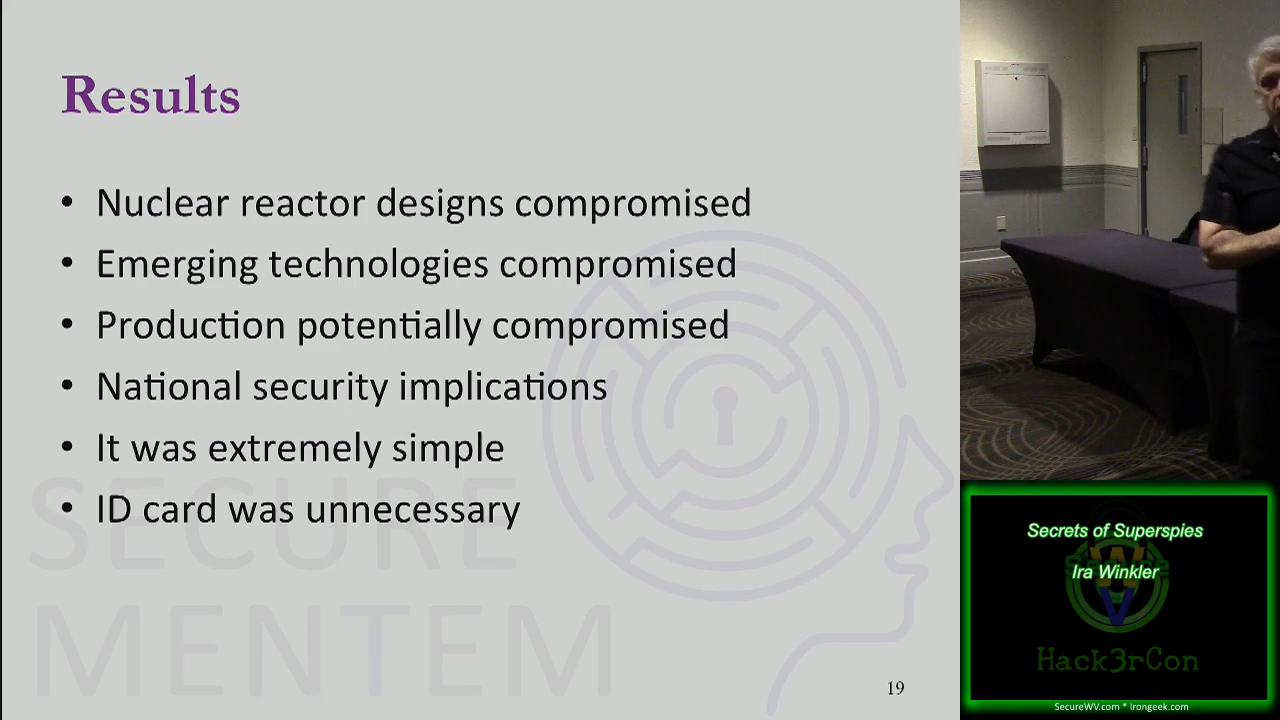 Results
• Nuclear reactor designs compromised
• Emerging technologies compromised
• Production potentially compromised
• National security implications
• It was extremely simple
• ID card was unnecessary
SECURE
MENTEM
19
Secrets of Superspies
Ira Winkler
Hack3rCon
SecureWV.com * Irongeek.com